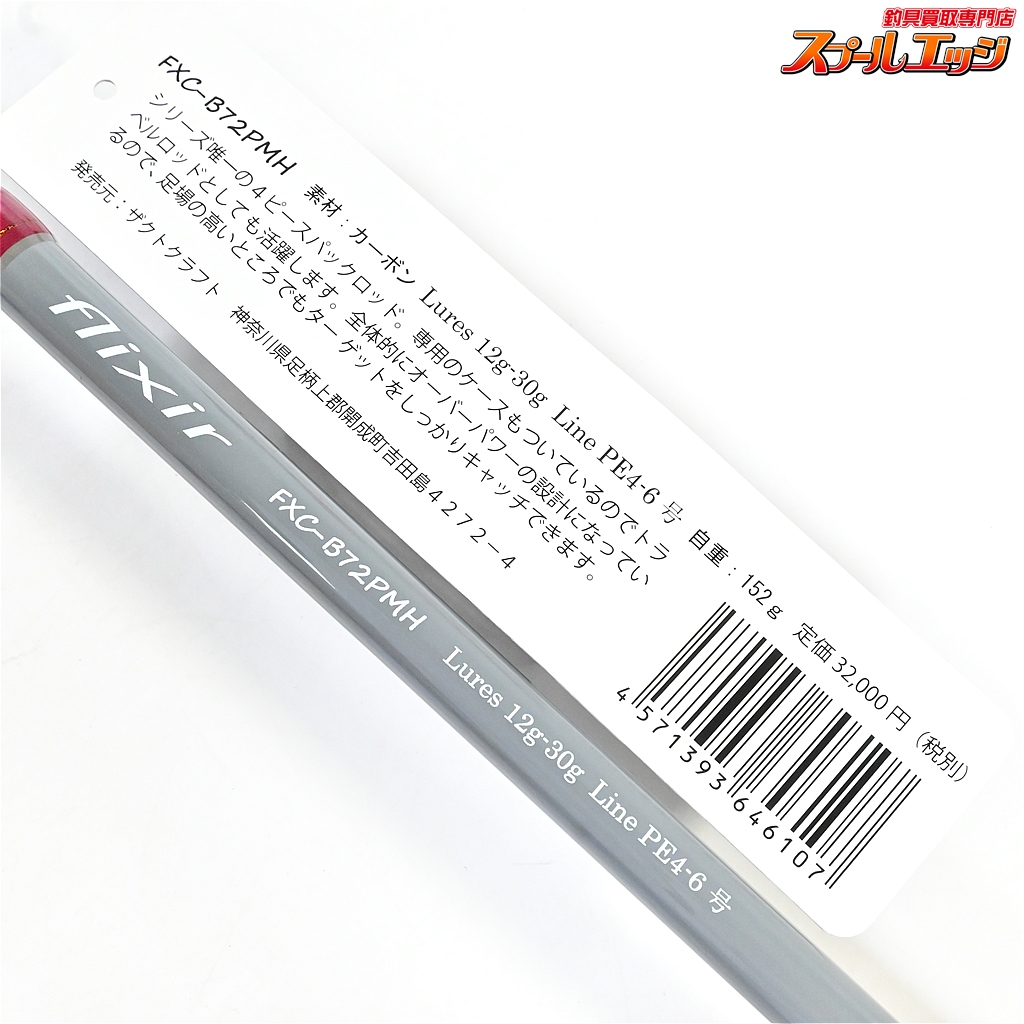 釣具買取専門店
スプールエッジ
FXC-B72PMH 素材：カーボン Lures 12g-30g Line PE4-6 号 自重：152g 定価 32,000 円（税別）
シリーズ唯一の４ピースパックロッド。専用のケースもついているのでトラ
ベルロッドとしても活躍します。全体的にオーバーパワーの設計になってい
るので、足場の高いところでもターゲットをしっかりキャッチできます。
発売元：ザクトクラフト 神奈川県足柄上郡開成町吉田島４２７２－４
4 571393 646107
flixir
FXC-B72PMH Lures 12g-30g Line PE4-6 号